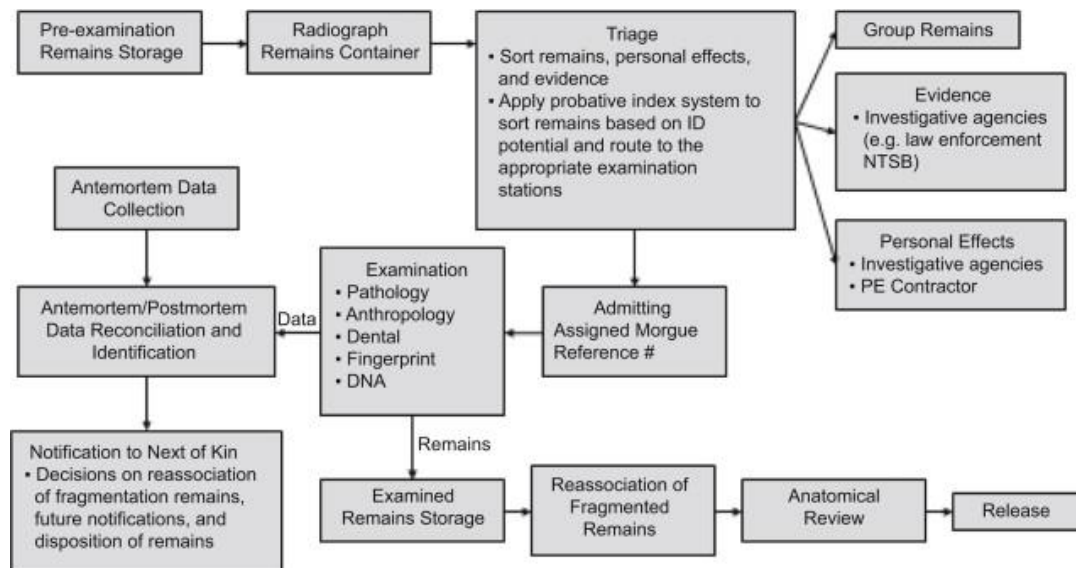 Pre-examination
Remains Storage
Radiograph
Remains Container
Triage
• Sort remains, personal effects,
and evidence
• Apply probative index system to
sort remains based on ID
potential and route to the
appropriate examination
stations
Group Remains
Evidence
• Investigative agencies
(e.g. law enforcement
NTSB)
Personal Effects
• Investigative agencies
• PE Contractor
Antemortem Data
Collection
Antemortem/Postmortem
Data Reconciliation and
Identification
Data
Examination
• Pathology
• Anthropology
• Dental
• Fingerprint
• DNA
Admitting
Assigned Morgue
Reference #
Notification to Next of Kin
• Decisions on reassociation
of fragmentation remains,
future notifications, and
disposition of remains
Remains
Examined
Remains Storage
Reassociation of
Fragmented
Remains
Anatomical
Review
Release